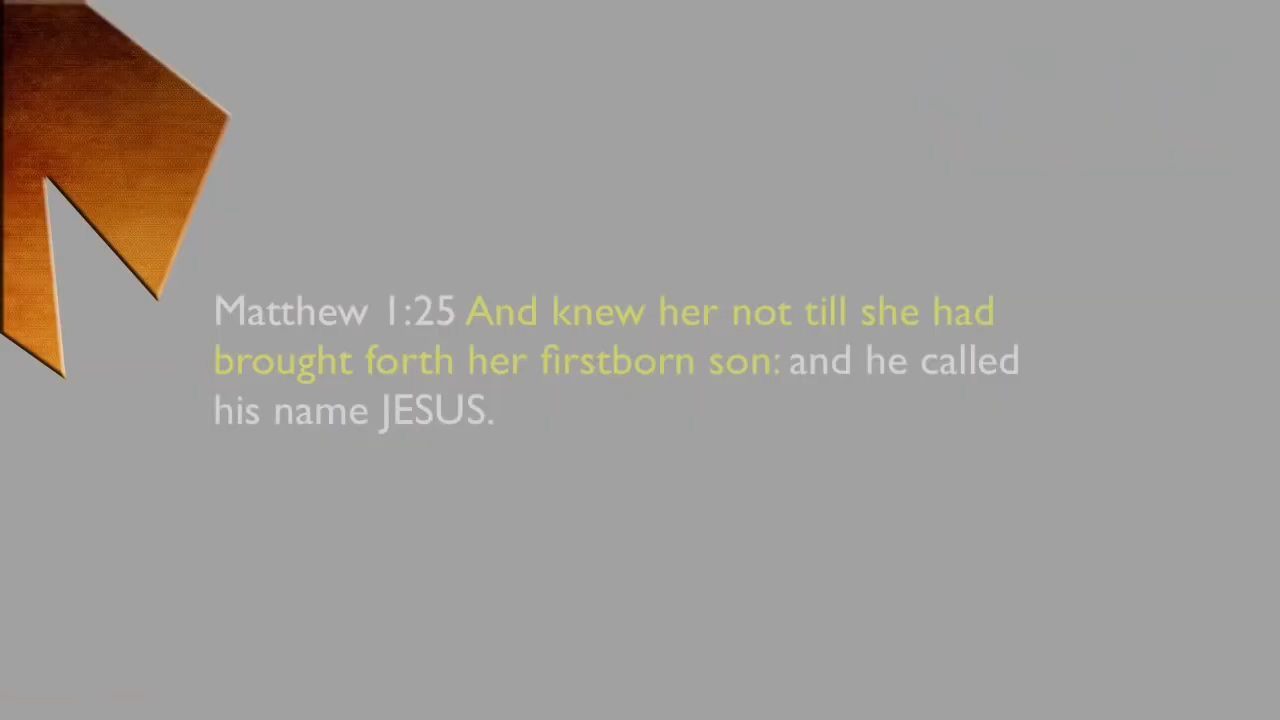 Matthew 1:25 And knew her not till she had
brought forth her firstborn son: and he called
his name JESUS.